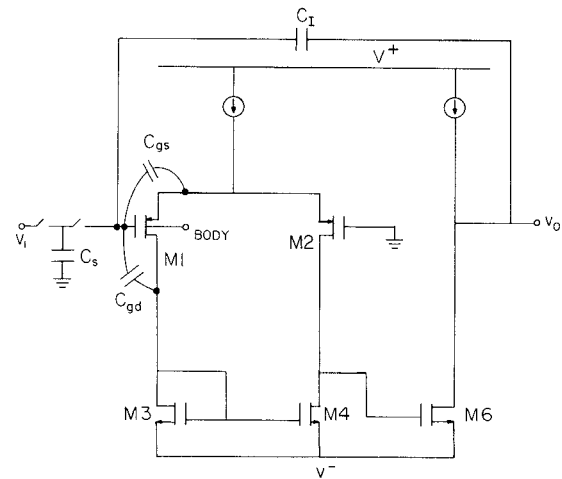 C_I
V^+
C_gs
V_I
C_s
BODY
M1
C_gd
M2
V_O
M3
M4
M6
V^-